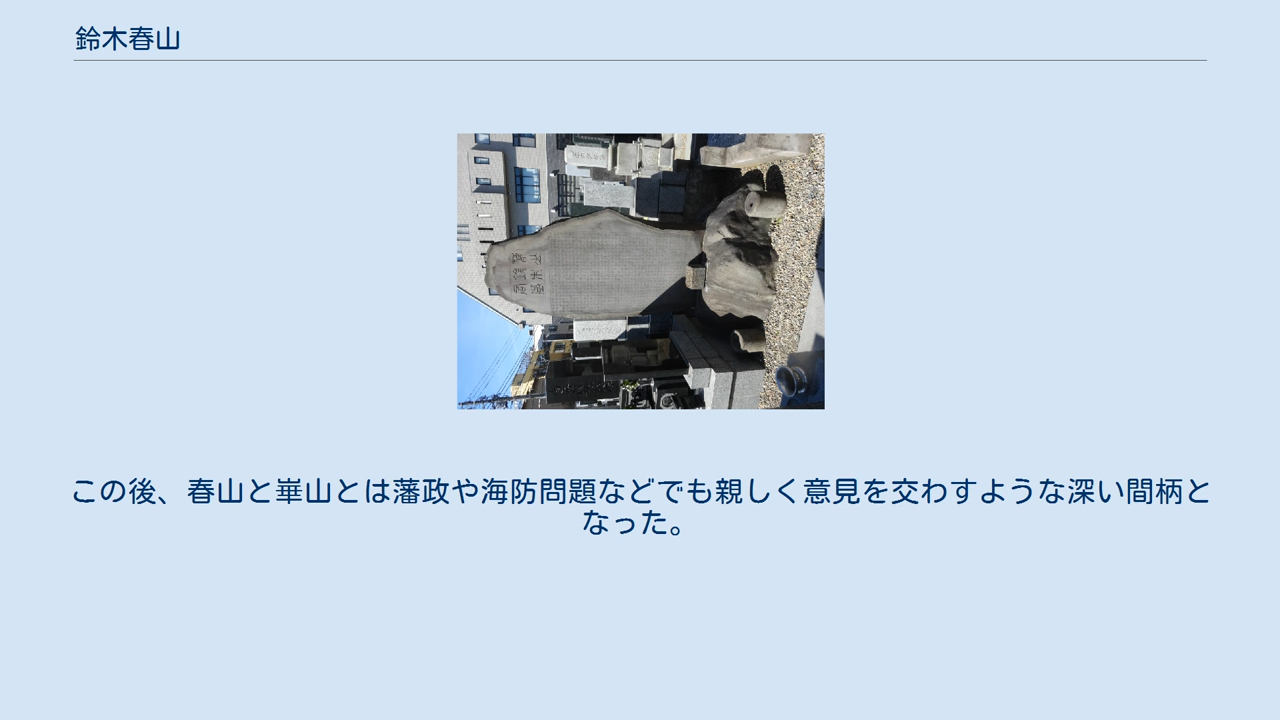 鈴木春山
この後、春山と崋山とは藩政や海防問題などでも親しく意見を交わすような深い間柄と
なった。